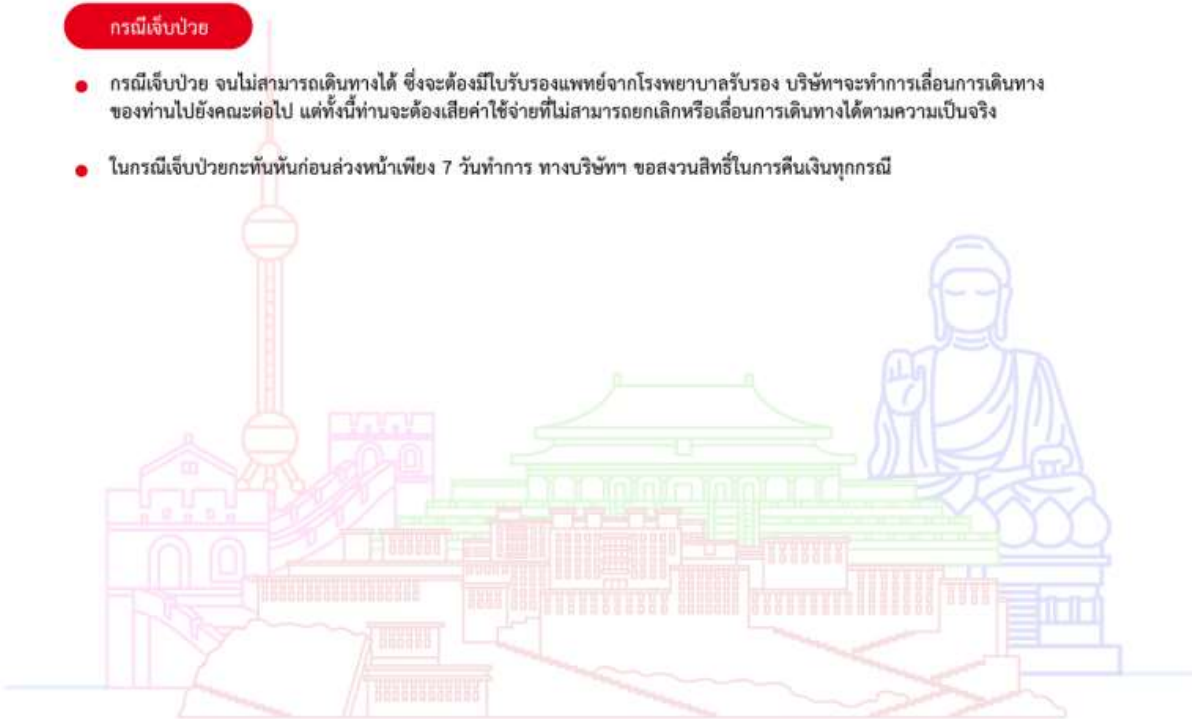 กรณีเจ็บป่วย
กรณีเจ็บป่วย จนไม่สามารถเดินทางได้ ซึ่งจะต้องมีใบรับรองแพทย์จากโรงพยาบาลรับรอง บริษัทฯจะทำการเลื่อนการเดินทาง
ของท่านไปยังคณะต่อไป แต่ทั้งนี้ท่านจะต้องเสียค่าใช้จ่ายที่ไม่สามารถยกเลิกหรือเลื่อนการเดินทางได้ตามความเป็นจริง
ในกรณีเจ็บป่วยกะทันหันก่อนล่วงหน้าเพียง 7 วันทำการ ทางบริษัทฯ ขอสงวนสิทธิ์ในการคืนเงินทุกกรณี